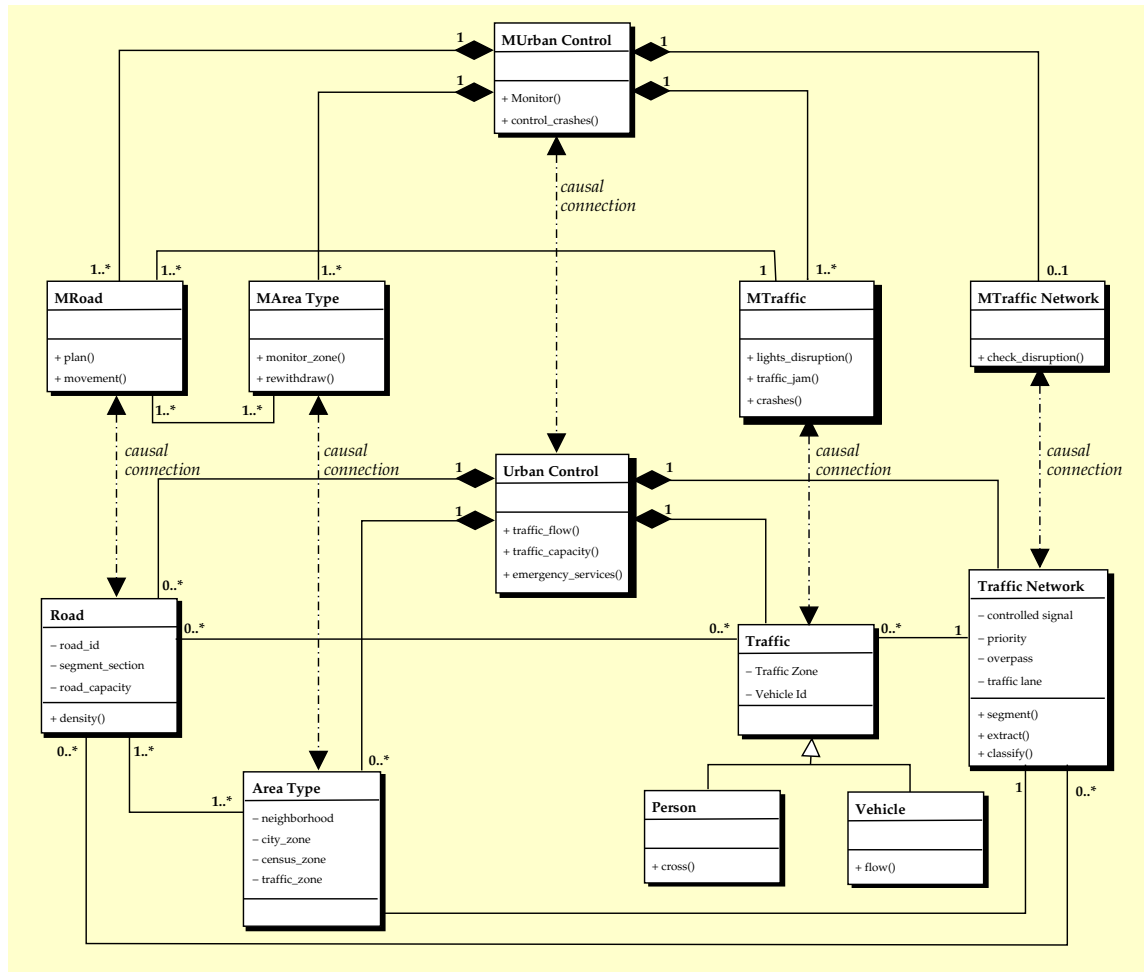 MUrban Control
+ Monitor()
+ control_crashes()
1
1
1
1
causal
connection
1..*
1..*
1..*
1
1..*
0..1
MRoad
+ plan()
+ movement()
MArea Type
+ monitor_zone()
+ rewithdraw()
MTraffic
+ lights_disruption()
+ traffic_jam()
+ crashes()
MTraffic Network
+ check_disruption()
1..*
1..*
causal
connection
causal
connection
causal
connection
causal
connection
Urban Control
+ traffic_flow()
+ traffic_capacity()
+ emergency_services()
1
1
1
1
0..*
Road
– road_id
– segment_section
– road_capacity
+ density()
0..*
0..*
Traffic
– Traffic Zone
– Vehicle Id
0..*
1
Traffic Network
– controlled signal
– priority
– overpass
– traffic lane
+ segment()
+ extract()
+ classify()
0..*
1..*
1..*
0..*
Area Type
– neighborhood
– city_zone
– census_zone
– traffic_zone
Person
+ cross()
Vehicle
+ flow()
1
0..*